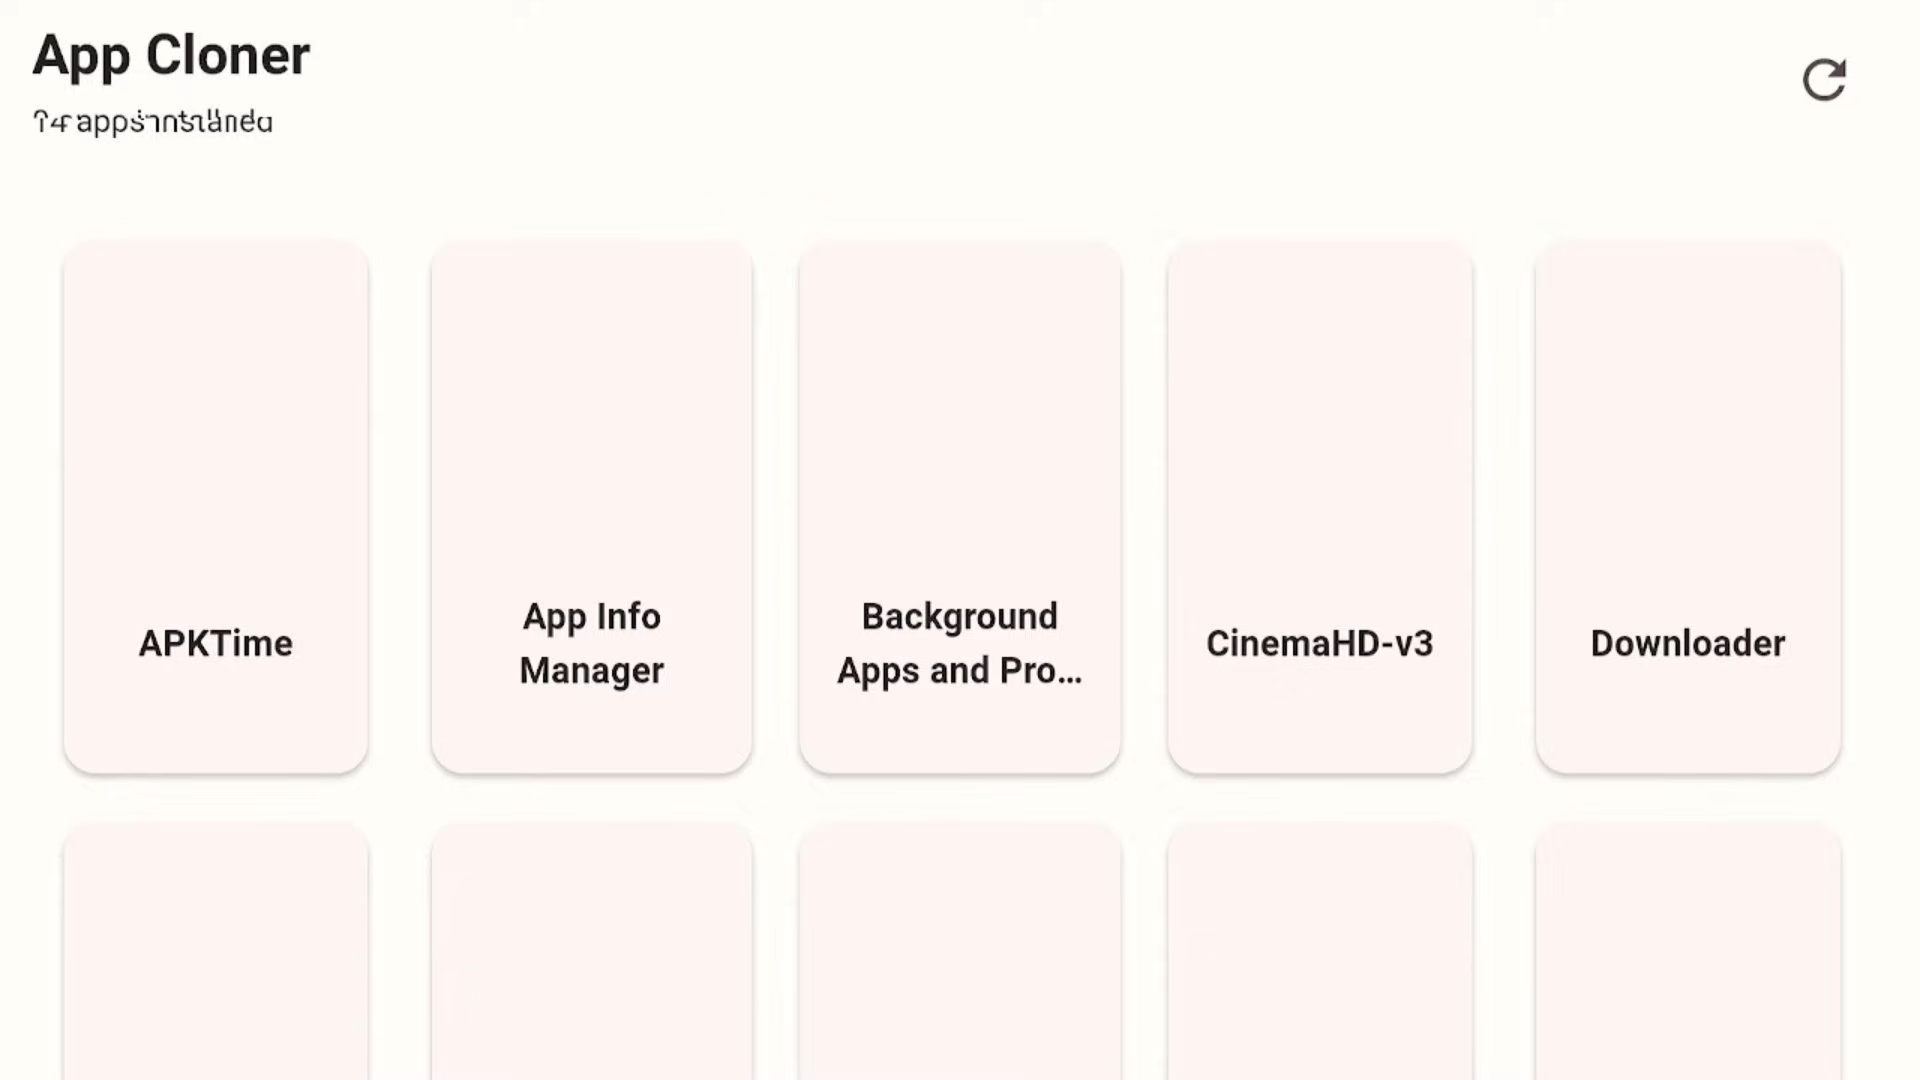 App Cloner
APKTime
App Info
Manager
Background
Apps and Pro...
CinemaHD-v3
Downloader